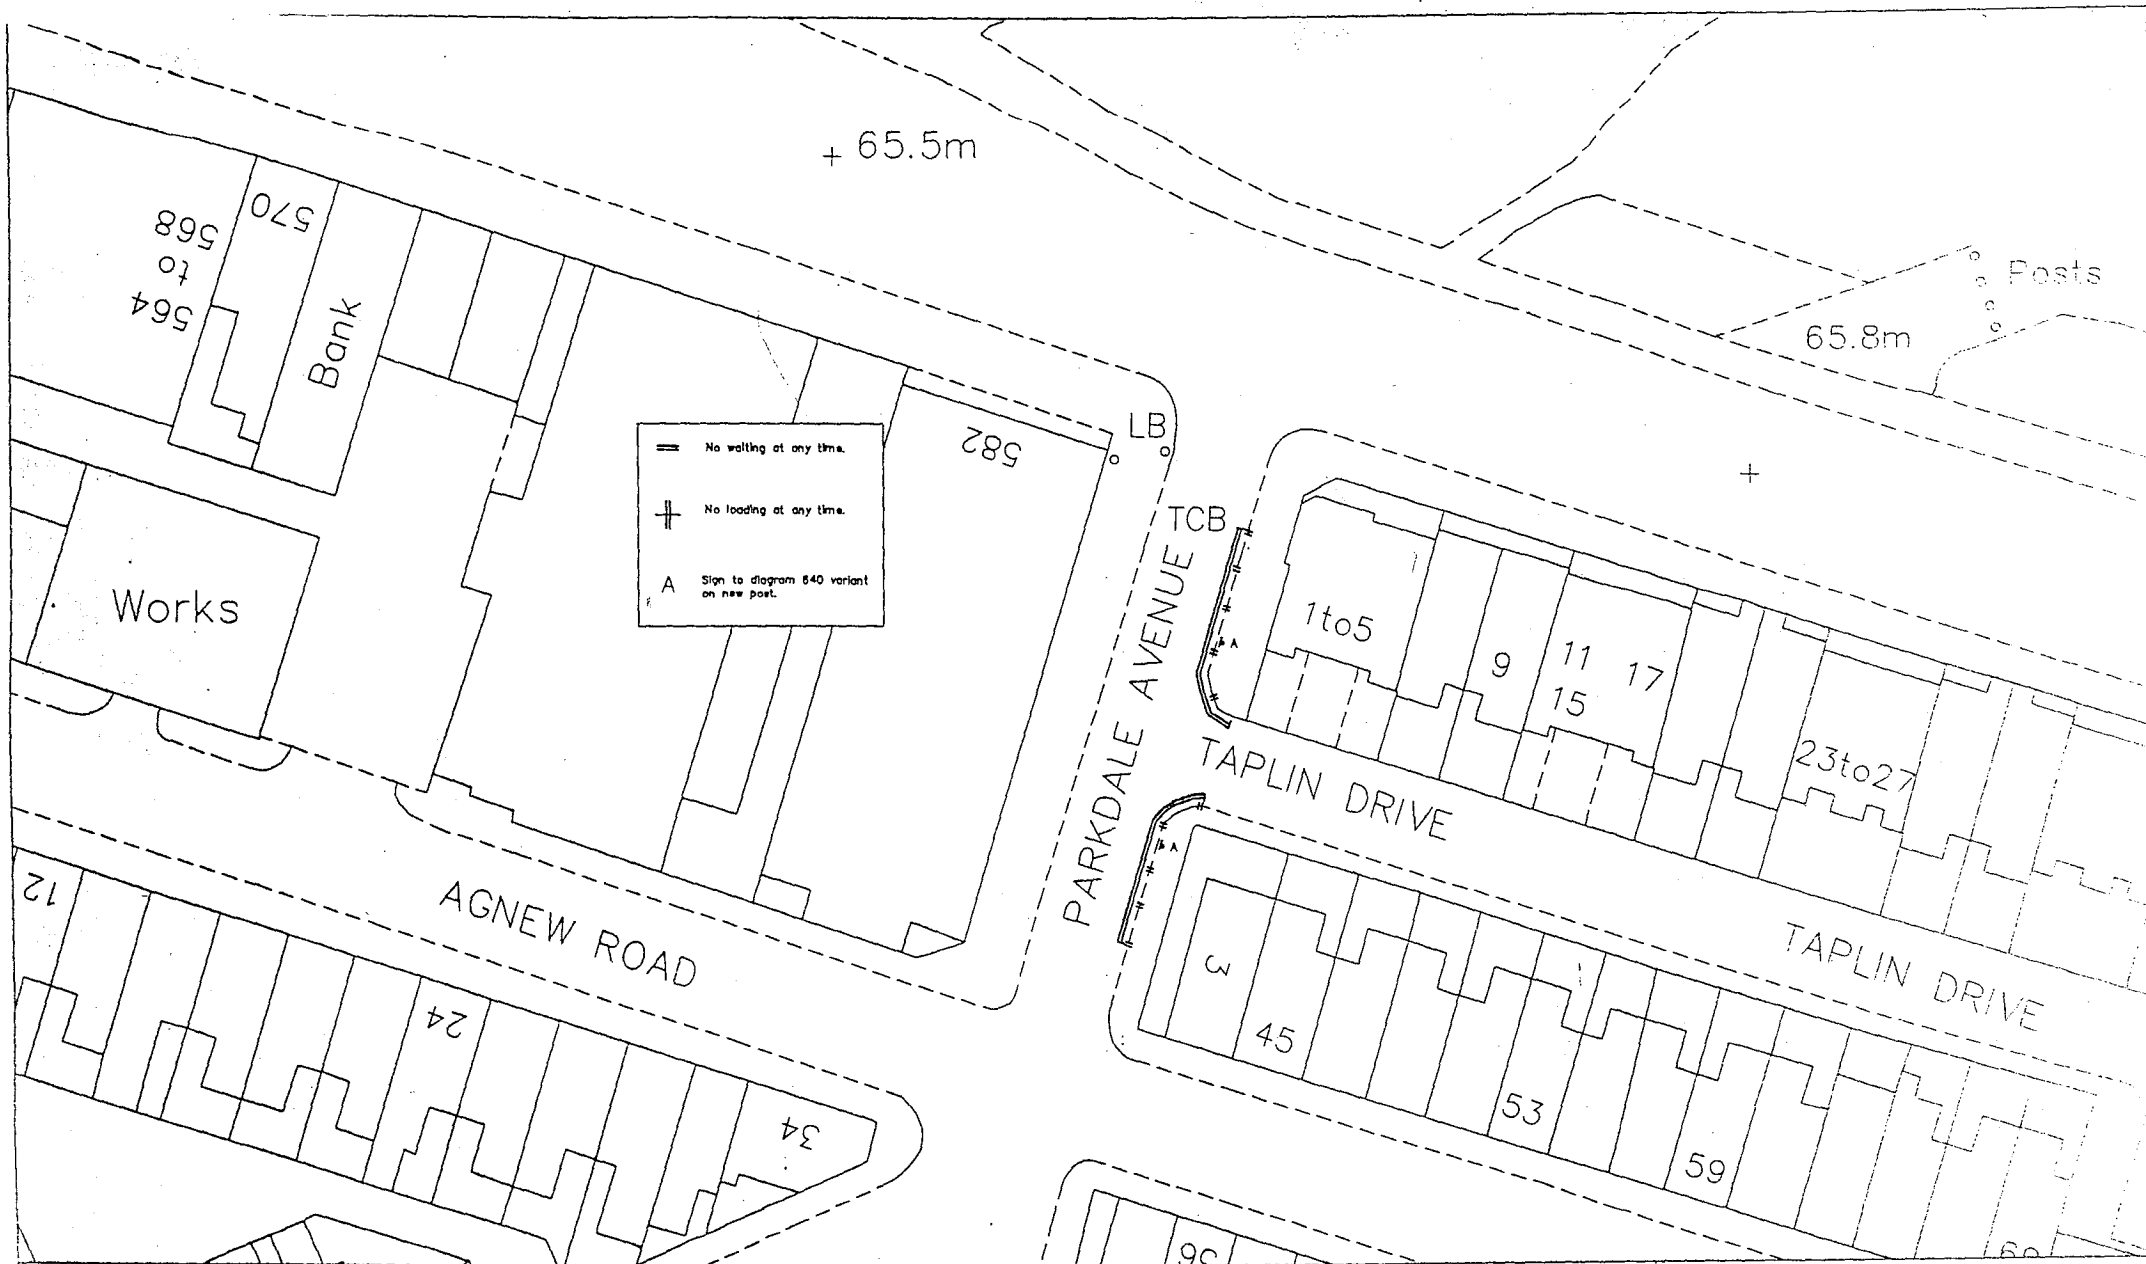 65.5m
Posts
65.8m
568
to
564
570
Bank
582
LB
TCB
No waiting at any time.
No loading at any time.
A Sign to diagram 640 variant
on new post.
Works
PARKDALE AVENUE
A
1to5
9
11
15
17
23to27
TAPLIN DRIVE
A
TAPLIN DRIVE
12
AGNEW ROAD
24
34
3
45
53
59